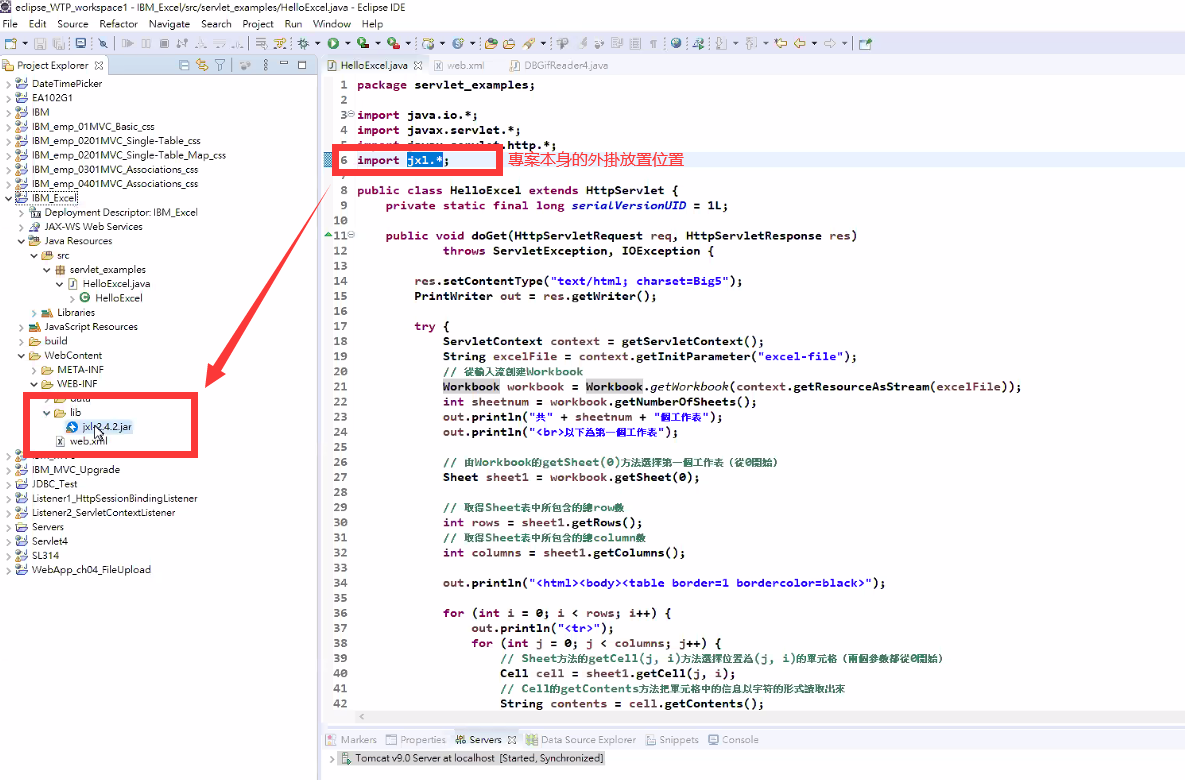 eclipse_WTP_workspace1 - IBM_Excel/src/servlet_examples/HelloExcel.java - Eclipse IDE
File Edit Source Refactor Navigate Search Project Run Window Help
Project Explorer
DateTimePicker
EA102G1
IBM
IBM_emp_01MVC_Basic_css
IBM_emp_0201MVC_Single-Table_css
IBM_emp_0201MVC_Single-Table_Map_css
IBM_emp_0301MVC_Associations_css
IBM_emp_0401MVC_Associations_css
IBM_Excel
Deployment Descriptor: IBM_Excel
JAX-WS Web Services
Java Resources
src
servlet_examples
HelloExcel.java
HelloExcel
Libraries
JavaScript Resources
build
WebContent
META-INF
WEB-INF
data
lib
web.xml
IBM_MVC_Upgrade
JDBC_Test
Listener1_HttpSessionBindingListener
Listener2_ServletContextListener
Servers
Servlet4
SL314
WebApp_ch04_FileUpload
HelloExcel.java web.xml DBGifReader4.java
1 package servlet_examples;
2
3 import java.io.*;
4 import javax.servlet.*;
5 import javax.servlet.http.*;
6 import jxl.*; 專案本身的外掛放置位置
7
8 public class HelloExcel extends HttpServlet {
9 private static final long serialVersionUID = 1L;
10
11 public void doGet(HttpServletRequest req, HttpServletResponse res)
12 throws ServletException, IOException {
13
14 res.setContentType("text/html; charset=Big5");
15 PrintWriter out = res.getWriter();
16
17 try {
18 ServletContext context = getServletContext();
19 String excelFile = context.getInitParameter("excel-file");
20 // 從輸入流創建Workbook
21 Workbook workbook = Workbook.getWorkbook(context.getResourceAsStream(excelFile));
22 int sheetnum = workbook.getNumberOfSheets();
23 out.println("共" + sheetnum + "個工作表");
24 out.println("<br>以下為第一個工作表");
25
26 // 由Workbook的getSheet(0)方法選擇第一個工作表（從0開始）
27 Sheet sheet1 = workbook.getSheet(0);
28
29 // 取得Sheet表中所包含的總row數
30 int rows = sheet1.getRows();
31 // 取得Sheet表中所包含的總column數
32 int columns = sheet1.getColumns();
33
34 out.println("<html><body><table border=1 bordercolor=black>");
35
36 for (int i = 0; i < rows; i++) {
37 out.println("<tr>");
38 for (int j = 0; j < columns; j++) {
39 // Sheet方法的getCell(j, i)方法選擇位置為(j, i)的單元格（兩個參數都從0開始）
40 Cell cell = sheet1.getCell(j, i);
41 // Cell的getContents方法把單元格中的信息以字符的形式讀取出來
42 String contents = cell.getContents();
Markers Properties Servers Data Source Explorer Snippets Console
Tomcat v9.0 Server at localhost [Started, Synchronized]